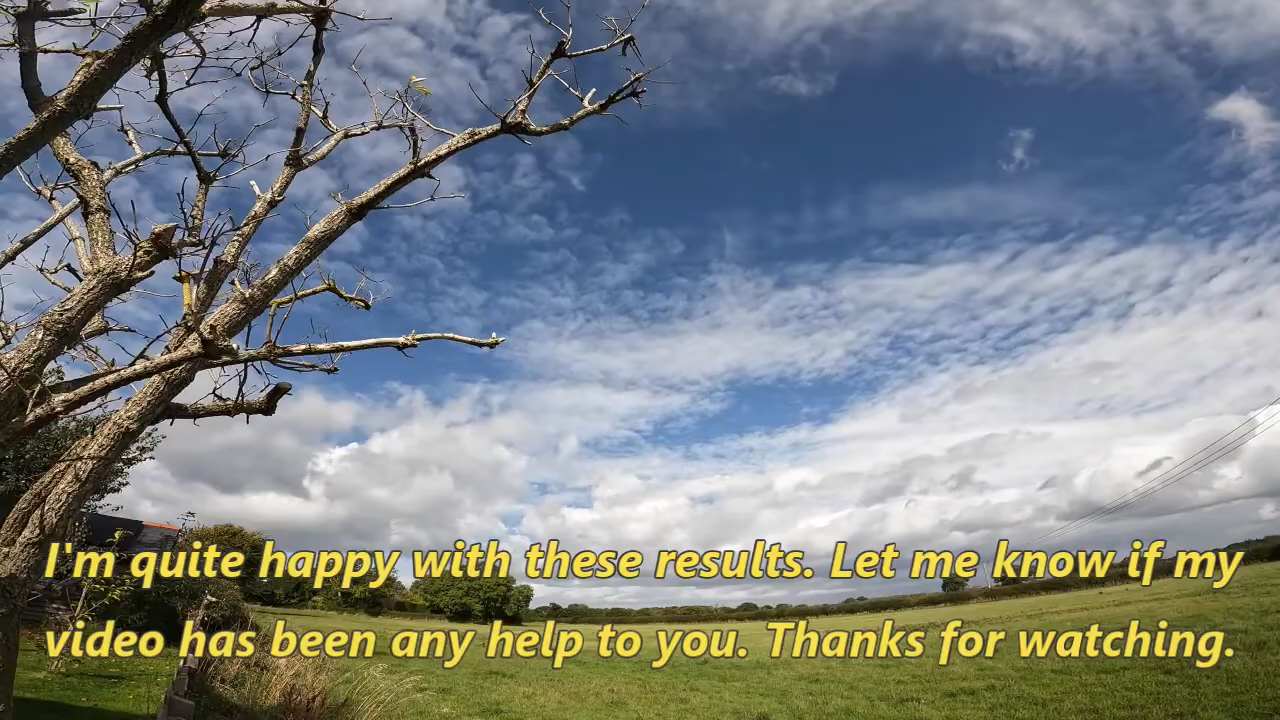 I'm quite happy with these results. Let me know if my
video has been any help to you. Thanks for watching.